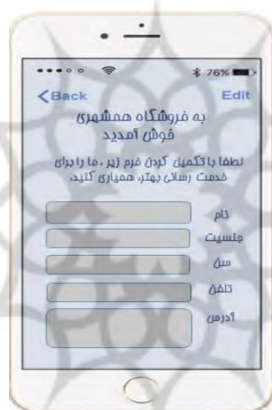 76%
Back
Edit
به فروشگاه همشهری
خوش آمدید
لطفا با تکمیل کردن فرم زیر، ما را برای
خدمت رسانی بهتر، همیاری کنید.
نام
جنسیت
سن
تلفن
آدرس